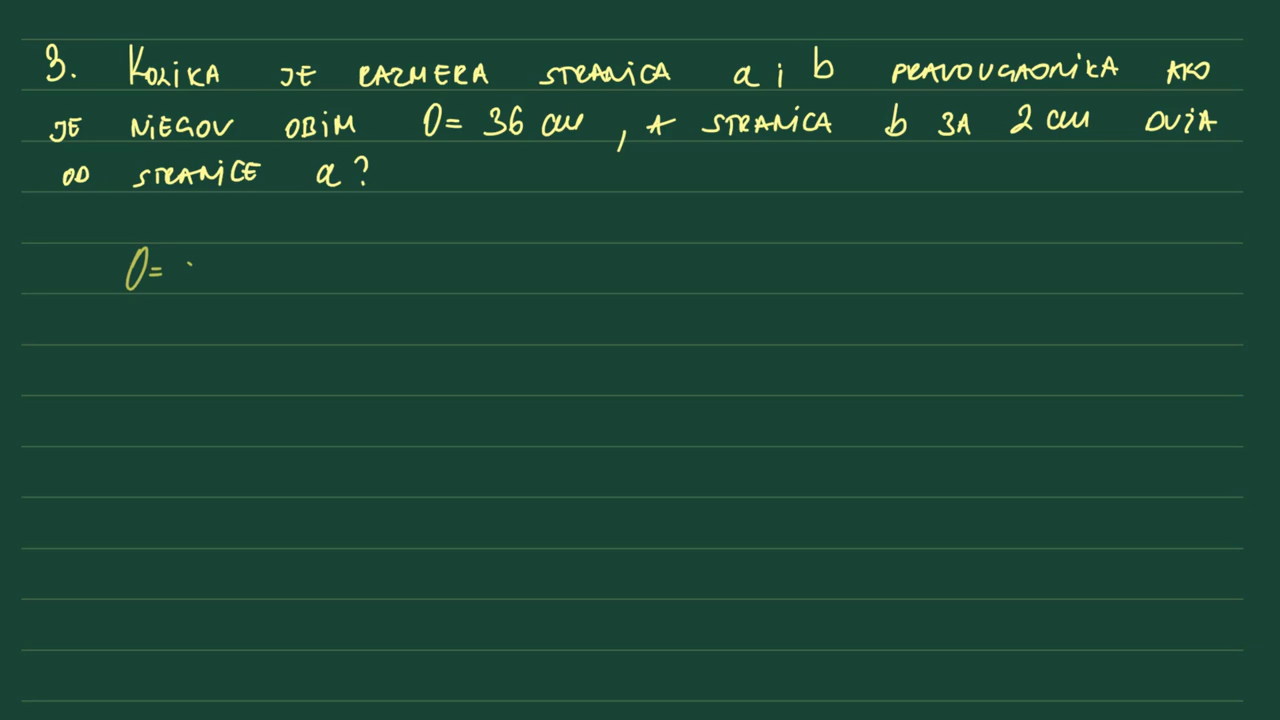 3. KOLIKA JE RAZMERA STRANICA a i b PRAVOUGAONIKA AKO
JE NJEGOV OBIM O= 36 cm, A STRANICA b ZA 2 cm DUŽA
OD STRANICE a?
O=